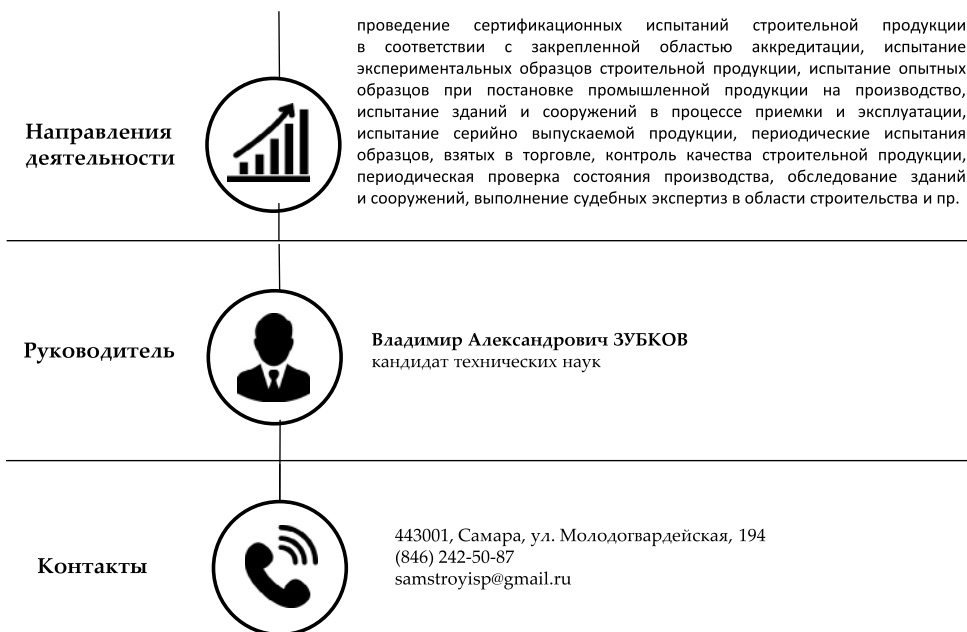 Направления
деятельности
проведение сертификационных испытаний строительной продукции
в соответствии с закрепленной областью аккредитации, испытание
экспериментальных образцов строительной продукции, испытание опытных
образцов при постановке промышленной продукции на производство,
испытание зданий и сооружений в процессе приемки и эксплуатации,
испытание серийно выпускаемой продукции, периодические испытания
образцов, взятых в торговле, контроль качества строительной продукции,
периодическая проверка состояния производства, обследование зданий
и сооружений, выполнение судебных экспертиз в области строительства и пр.
Руководитель
Владимир Александрович ЗУБКОВ
кандидат технических наук
Контакты
443001, Самара, ул. Молодогвардейская, 194
(846) 242-50-87
samstroyisp@gmail.ru